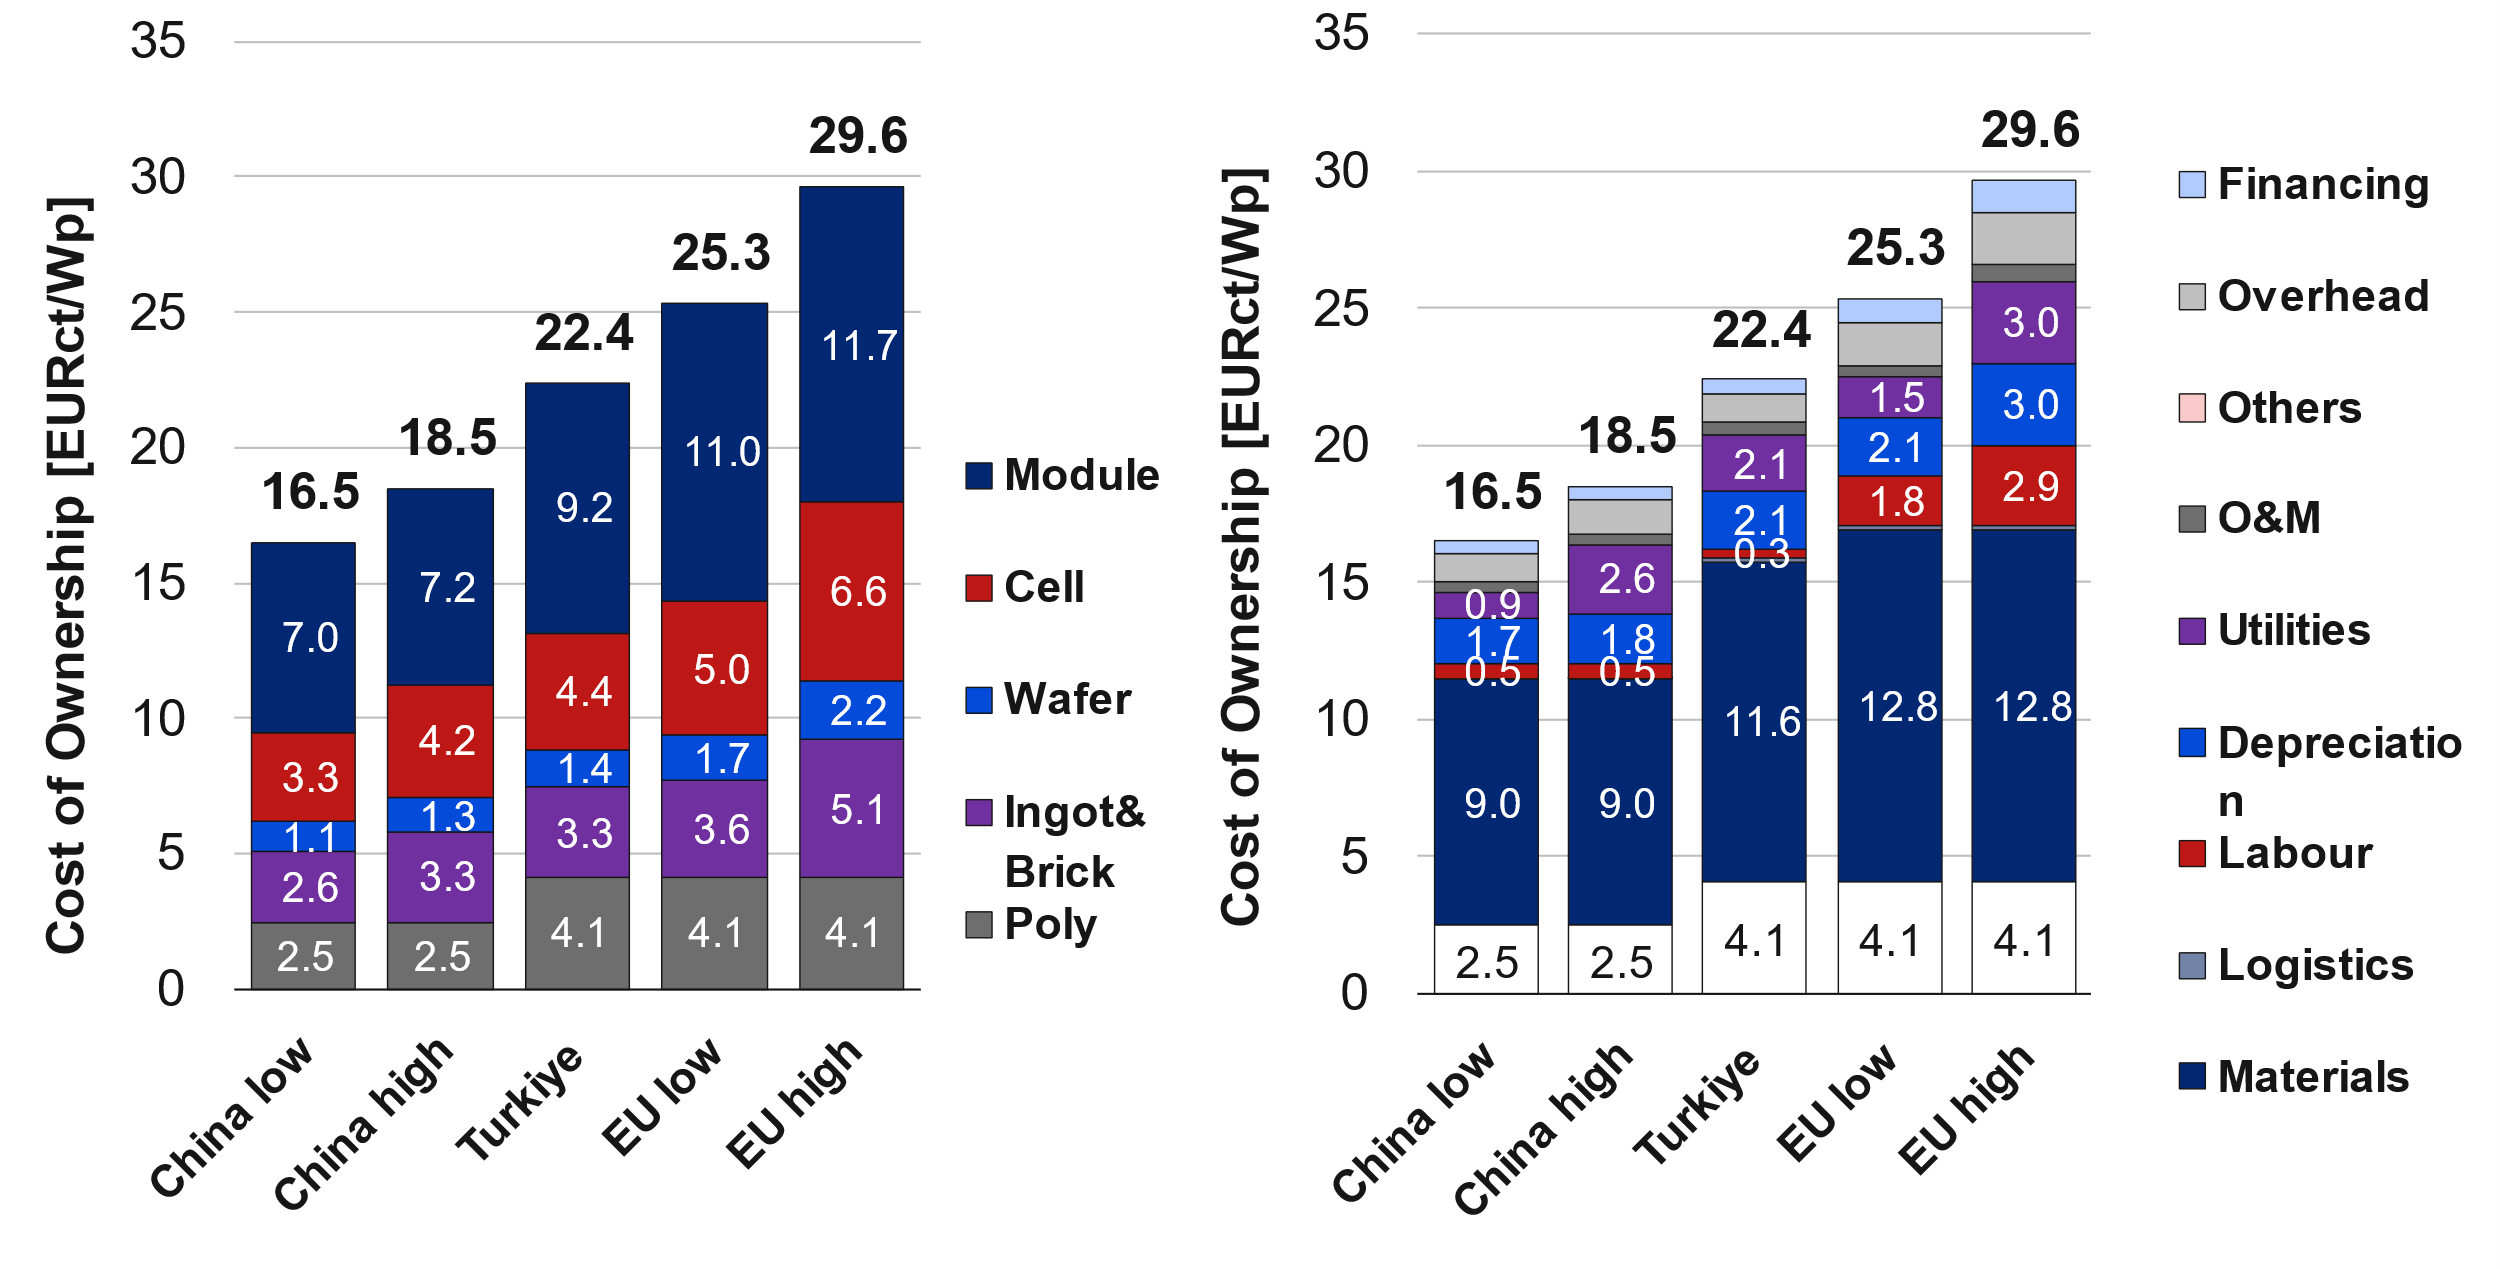 Cost of Ownership [EURct/Wp]
35
30
25
20
15
10
5
0
16.5
7.0
3.3
1.1
2.6
2.5
18.5
7.2
4.2
1.3
3.3
2.5
22.4
9.2
4.4
1.4
3.3
4.1
25.3
11.0
5.0
1.7
3.6
4.1
29.6
11.7
6.6
2.2
5.1
4.1
China low
China high
Turkiye
EU low
EU high
Module
Cell
Wafer
Ingot&
Brick
Poly
Cost of Ownership [EURct/Wp]
35
30
25
20
15
10
5
0
16.5
0.9
1.7
0.5
9.0
2.5
18.5
2.6
1.8
0.5
9.0
2.5
22.4
2.1
2.1
0.3
11.6
4.1
25.3
1.5
2.1
1.8
12.8
4.1
29.6
3.0
3.0
2.9
12.8
4.1
China low
China high
Turkiye
EU low
EU high
Financing
Overhead
Others
O&M
Utilities
Depreciatio
n
Labour
Logistics
Materials